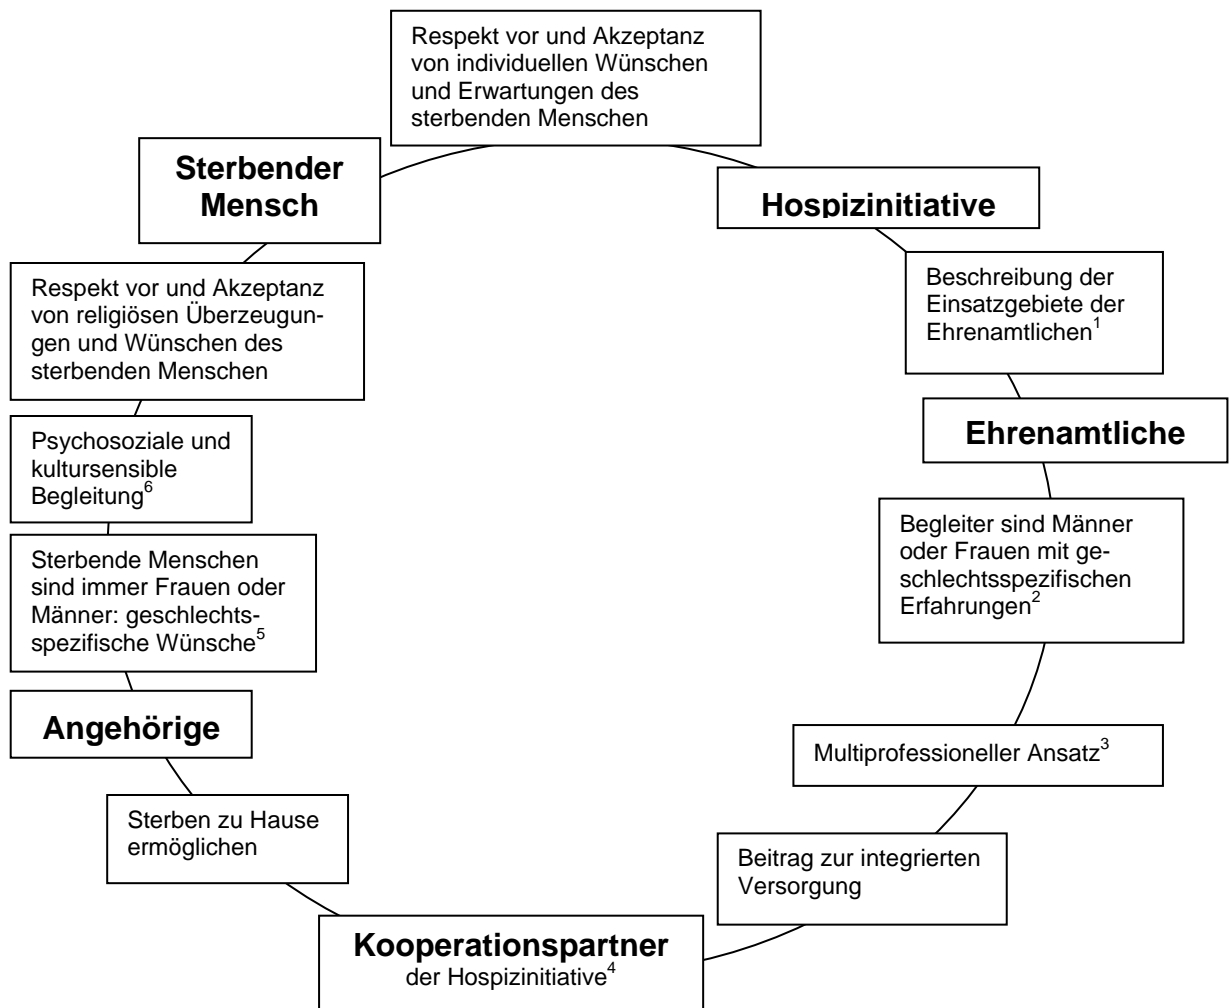 Respekt vor und Akzeptanz
von individuellen Wünschen
und Erwartungen des
sterbenden Menschen
Sterbender
Mensch
Hospizinitiative
Respekt vor und Akzeptanz
von religiösen Überzeugun-
gen und Wünschen des
sterbenden Menschen
Beschreibung der
Einsatzgebiete der
Ehrenamtlichen¹
Ehrenamtliche
Psychosoziale und
kultursensible
Begleitung⁶
Begleiter sind Männer
oder Frauen mit ge-
schlechtsspezifischen
Erfahrungen²
Sterbende Menschen
sind immer Frauen oder
Männer: geschlechts-
spezifische Wünsche⁵
Angehörige
Multiprofessioneller Ansatz³
Sterben zu Hause
ermöglichen
Beitrag zur integrierten
Versorgung
Kooperationspartner
der Hospizinitiative⁴